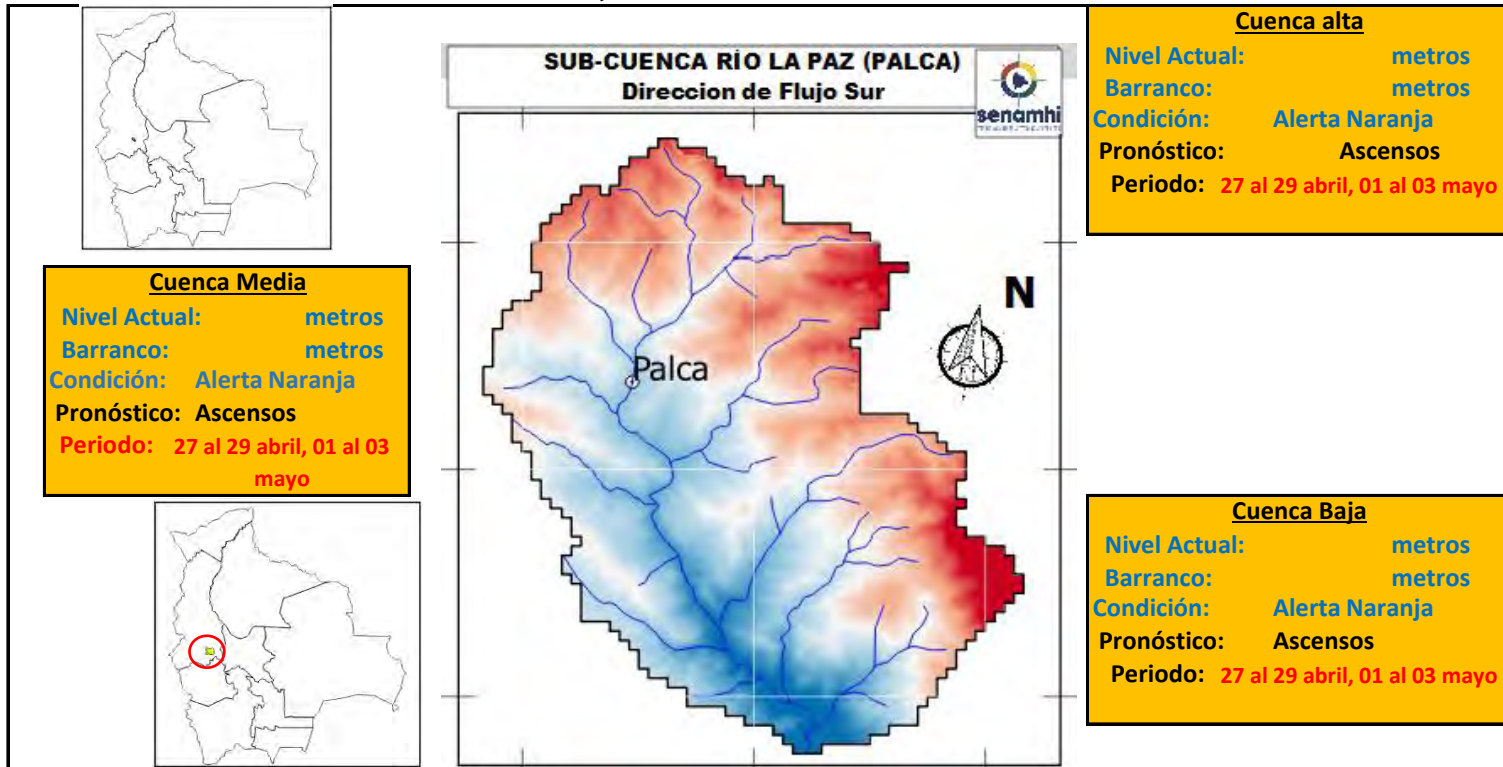 SUB-CUENCA RÍO LA PAZ (PALCA)
Direccion de Flujo Sur
senamhi
Cuenca alta
Nivel Actual: metros
Barranco: metros
Condición: Alerta Naranja
Pronóstico: Ascensos
Periodo: 27 al 29 abril, 01 al 03 mayo
Cuenca Media
Nivel Actual: metros
Barranco: metros
Condición: Alerta Naranja
Pronóstico: Ascensos
Periodo: 27 al 29 abril, 01 al 03
mayo
N
Palca
Cuenca Baja
Nivel Actual: metros
Barranco: metros
Condición: Alerta Naranja
Pronóstico: Ascensos
Periodo: 27 al 29 abril, 01 al 03 mayo